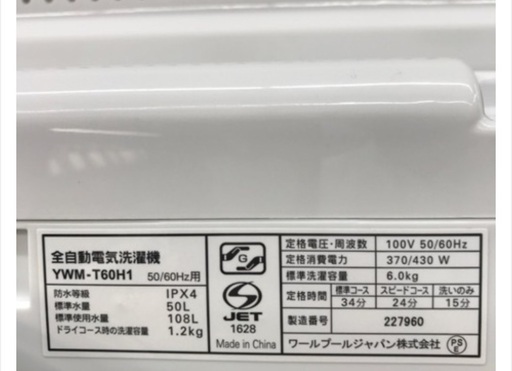 全自動電気洗濯機
YWM-T60H1 50/60Hz用
防水等級 IPX4
標準水量 50L
標準使用水量 108L
ドライコース時の洗濯容量 1.2kg
G
JET
1628
Made in China
定格電圧・周波数 100V 50/60Hz
定格消費電力 370/430 W
標準洗濯容量 6.0kg
定格時間 標準コース スピードコース 洗いのみ
34分 24分 15分
製造番号 227960
ワールプールジャパン株式会社 PS E